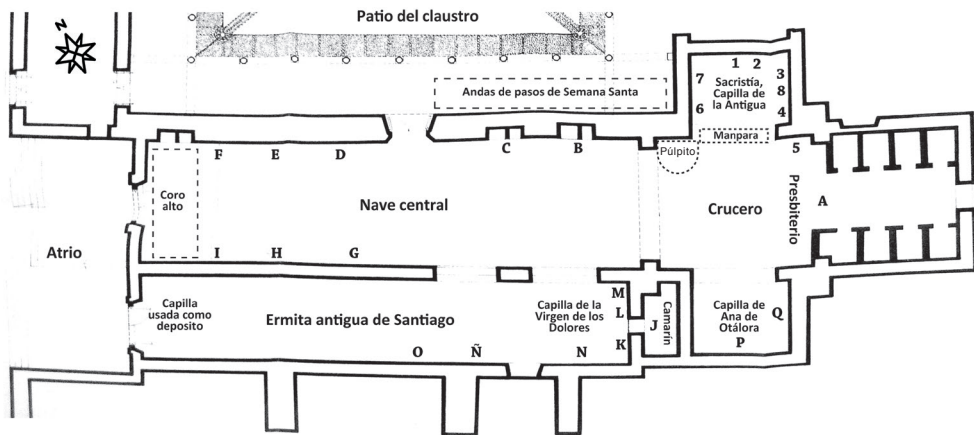 Patio del claustro
N
Andas de pasos de Semana Santa
1 2
3
7
Sacristía,
Capilla de
la Antigua
8
6
4
Manpara
Púlpito
5
F E D C B
Coro
alto
Nave central
Crucero
Presbiterio
A
Atrio
I H G
Capilla
usada como
deposito
Ermita antigua de Santiago
Capilla de la
Virgen de los
Dolores
M
L
K
J
Camarín
Capilla de
Ana de
Otálora
Q
P
O Ñ N